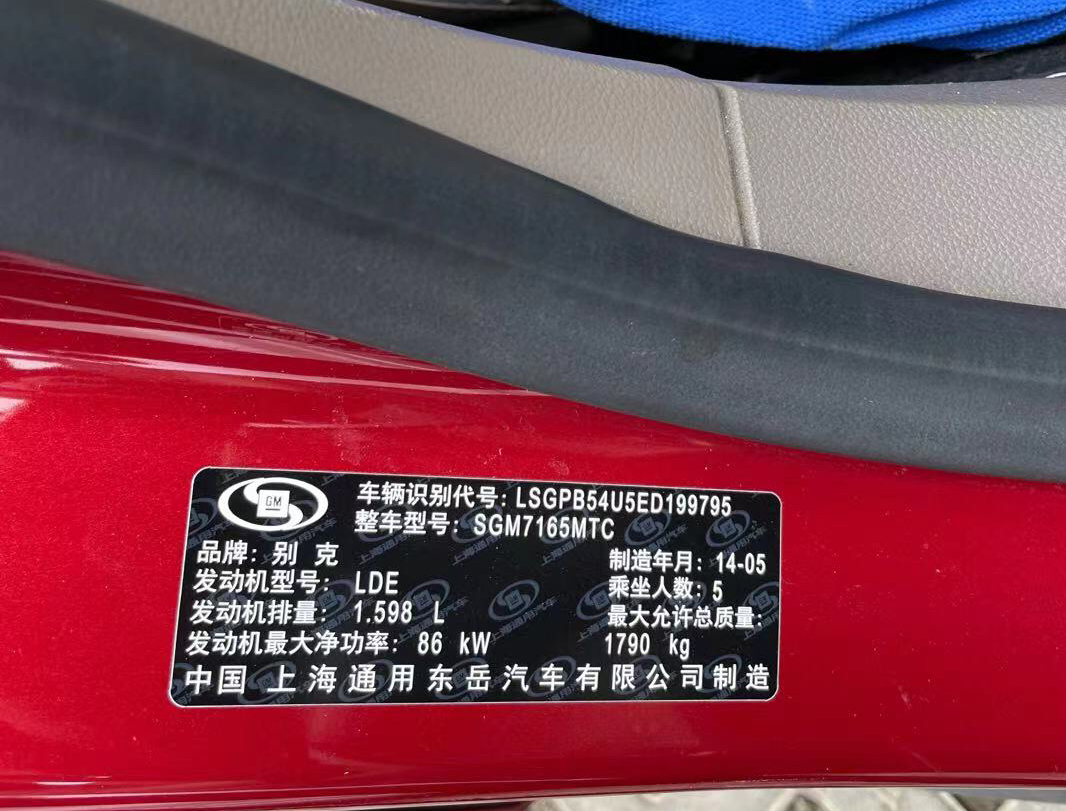 GM
车辆识别代号: LSGPB54U5ED199795
整车型号: SGM7165MTC
品牌: 别 克
制造年月: 14-05
发动机型号: LDE
乘坐人数: 5
发动机排量: 1.598 L
最大允许总质量:
发动机最大净功率: 86 kW
1790 kg
中国 上海通用东岳汽车有限公司制造